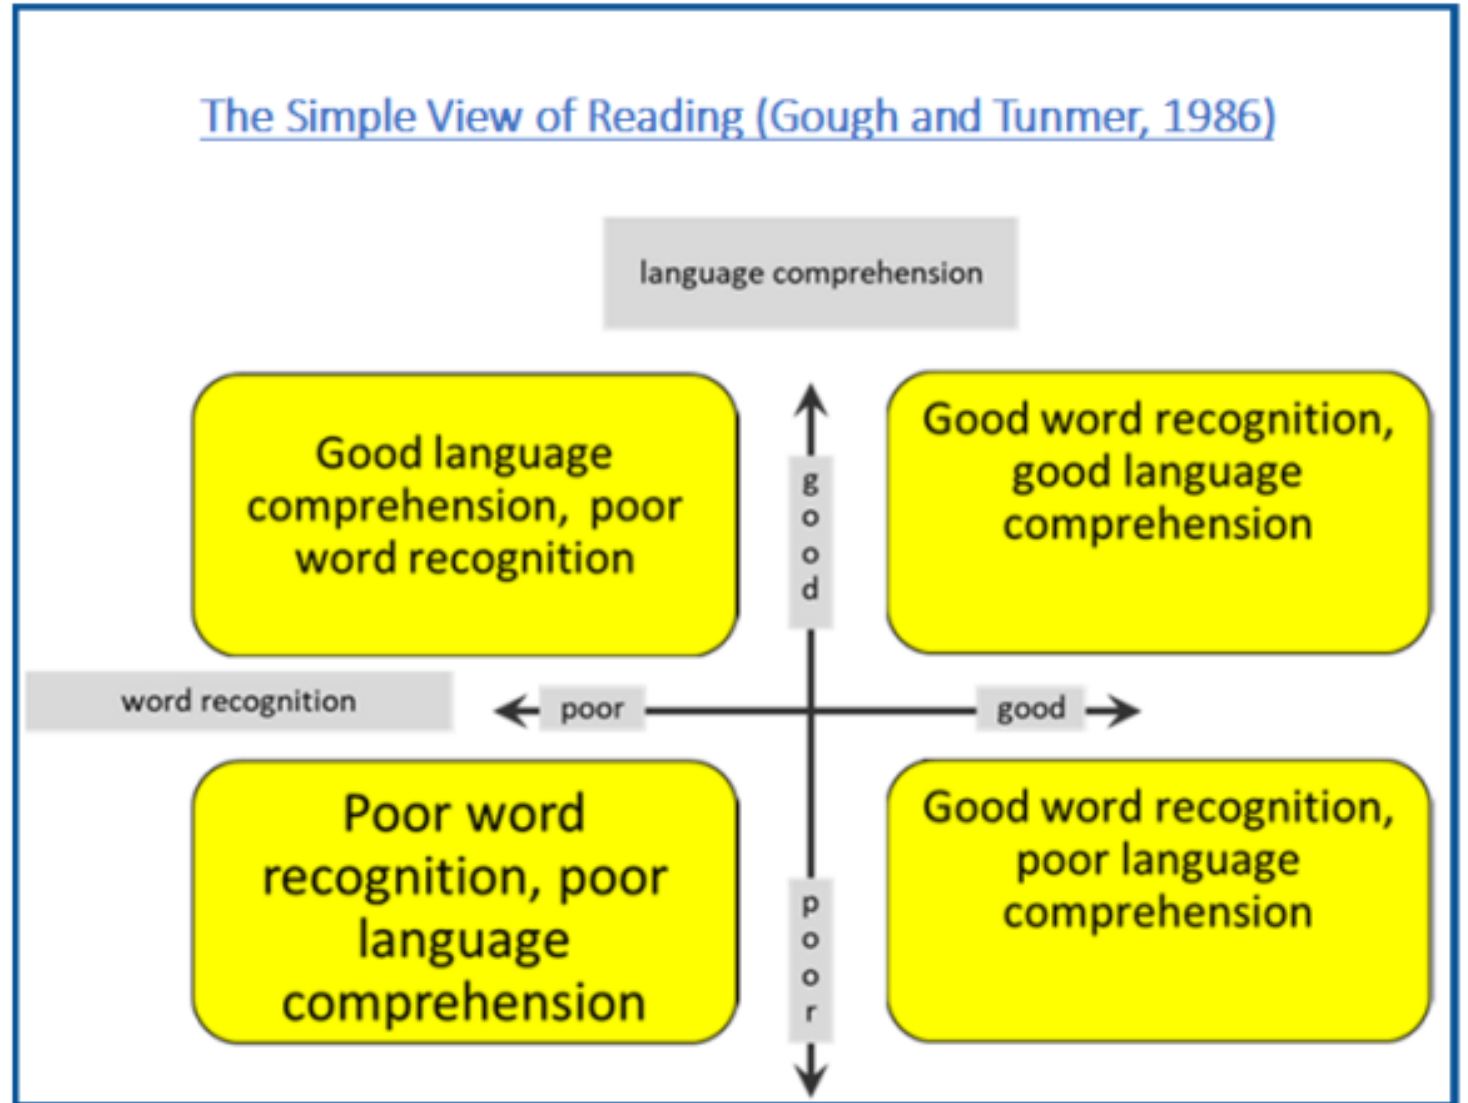 The Simple View of Reading (Gough and Tunmer, 1986)
language comprehension
Good language
comprehension, poor
word recognition
good
Good word recognition,
good language
comprehension
word recognition
poor
good
Poor word
recognition, poor
language
comprehension
poor
Good word recognition,
poor language
comprehension